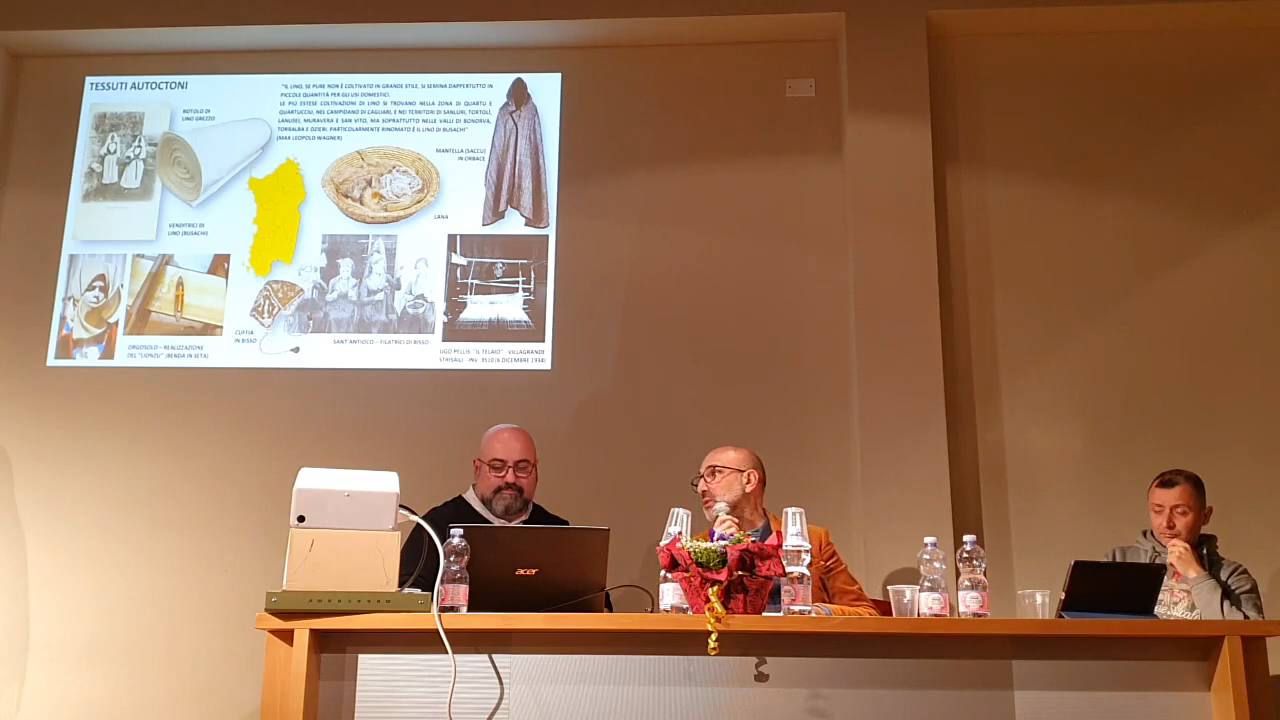 TESSUTI AUTOCTONI
"IL LINO, SE PURE NON È COLTIVATO IN GRANDE STILE, SI SEMINA DAPPERTUTTO IN
PICCOLE QUANTITÀ PER GLI USI DOMESTICI.
LE PIÙ ESTESE COLTIVAZIONI DI LINO SI TROVANO NELLA ZONA DI QUARTU E
QUARTUCCIU, NEL CAMPIDANO DI CAGLIARI, E NEI TERRITORI DI SANLURI, TORTOLÌ,
LANUSEI, MURAVERA E SAN VITO, MA SOPRATTUTTO NELLE VALLI DI BONORVA,
TORRALBA E OZIERI. PARTICOLARMENTE RINOMATO È IL LINO DI BUSACHI"
(MAX LEOPOLD WAGNER)
ROTOLO DI
LINO GREZZO
MANTELLA (SACCU)
IN ORBACE
LANA
VENDITRICI DI
LINO (BUSACHI)
CUFFIA
IN BISSO
ORGOSOLO – REALIZZAZIONE
DEL "LIONZU" (BENDA IN SETA)
SANT'ANTIOCO – FILATRICI DI BISSO
UGO PELLIS: "IL TELAIO" - VILLAGRANDE
STRISAILI - INV. 3510 (6 DICEMBRE 1934)
acer